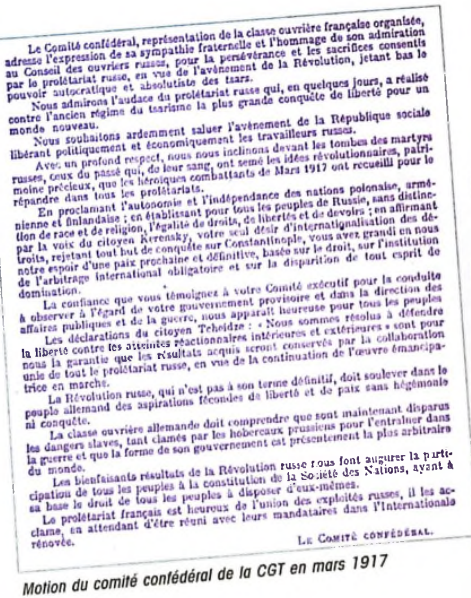 Le Comité confédéral, représentation de la classe ouvrière française organisée,
adresse l'expression de sa sympathie fraternelle et l'hommage de son admiration
au Conseil des ouvriers russes, pour la persévérance et les sacrifices consentis
par le prolétariat russe, en vue de l'avènement de la Révolution, jetant bas le
pouvoir autocratique et absolutiste des tsars.
Nous admirons l'audace du prolétariat russe qui, en quelques jours, a réalisé
contre l'ancien régime du tsarisme la plus grande conquête de liberté pour un
monde nouveau.
Nous souhaitons ardemment saluer l'avènement de la République sociale
libérant politiquement et économiquement les travailleurs russes.
Avec un profond respect, nous nous inclinons devant les tombes des martyrs
russes, ceux du passé qui, de leur sang, ont semé les idées révolutionnaires, patri-
moine précieux, que les héroïques combattants de Mars 1917 ont recueilli pour le
répandre dans tous les prolétariats.
En proclamant l'autonomie et l'indépendance des nations polonaise, armé-
nienne et finlandaise ; en établissant pour tous les peuples de Russie, sans distinc-
tion de race et de religion, l'égalité de droits, de libertés et de devoirs ; en affirmant
par la voix du citoyen Kerensky, votre seul désir d'internationalisation des dé-
troits, rejetant tout but de conquête sur Constantinople, vous avez grandi en nous
notre espoir d'une paix prochaine et définitive, basée sur le droit, sur l'institution
de l'arbitrage international obligatoire et sur la disparition de tout esprit de
domination.
La confiance que vous témoignez à votre Comité exécutif pour la conduite
à observer à l'égard de votre gouvernement provisoire et dans la direction des
affaires publiques et de la guerre, nous apparaît heureuse pour tous les peuples
Les déclarations du citoyen Tcheidze : « Nous sommes résolus à défendre
la liberté contre les atteintes réactionnaires intérieures et extérieures » sont pour
nous la garantie que les résultats acquis seront conservés par la collaboration
unie de tout le prolétariat russe, en vue de la continuation de l'œuvre émancipa-
trice en marche.
La Révolution russe, qui n'est pas à son terme définitif, doit soulever dans le
peuple allemand des aspirations fécondes de liberté et de paix sans hégémonie
ni conquête.
La classe ouvrière allemande doit comprendre que sont maintenant disparus
les dangers slaves, tant clamés par les hobereaux prussiens pour l'entraîner dans
la guerre et que la forme de son gouvernement est présentement la plus arbitraire
du monde.
Les bienfaisants résultats de la Révolution russe nous font augurer la parti-
cipation de tous les peuples à la constitution de la Société des Nations, ayant à
sa base le droit de tous les peuples à disposer d'eux-mêmes.
Le prolétariat français est heureux de l'union des exploités russes, il les ac-
clame, en attendant d'être réuni avec leurs mandataires dans l'Internationale
rénovée.
LE COMITÉ CONFÉDÉRAL.
Motion du comité confédéral de la CGT en mars 1917